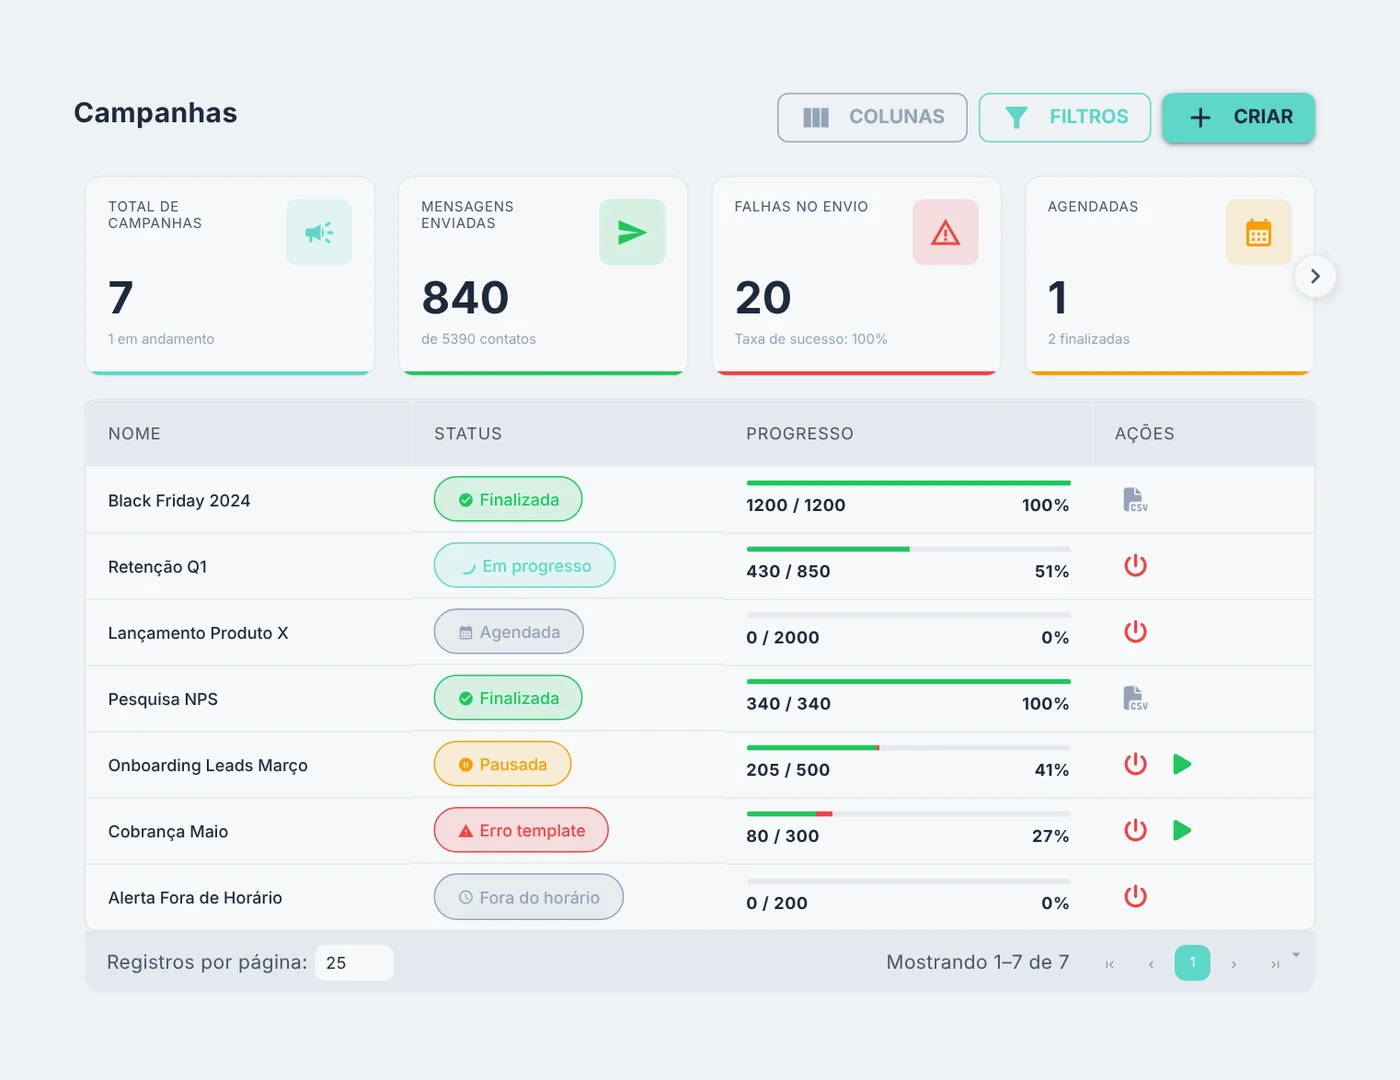 Campanhas
COLUNAS
FILTROS
CRIAR
TOTAL DE
CAMPANHAS
7
1 em andamento
MENSAGENS
ENVIADAS
840
de 5390 contatos
FALHAS NO ENVIO
20
Taxa de sucesso: 100%
AGENDADAS
1
2 finalizadas
NOME STATUS PROGRESSO AÇÕES
Black Friday 2024 Finalizada 1200 / 1200 100% CSV
Retenção Q1 Em progresso 430 / 850 51%
Lançamento Produto X Agendada 0 / 2000 0%
Pesquisa NPS Finalizada 340 / 340 100% CSV
Onboarding Leads Março Pausada 205 / 500 41%
Cobrança Maio Erro template 80 / 300 27%
Alerta Fora de Horário Fora do horário 0 / 200 0%
Registros por página: 25 Mostrando 1–7 de 7 1